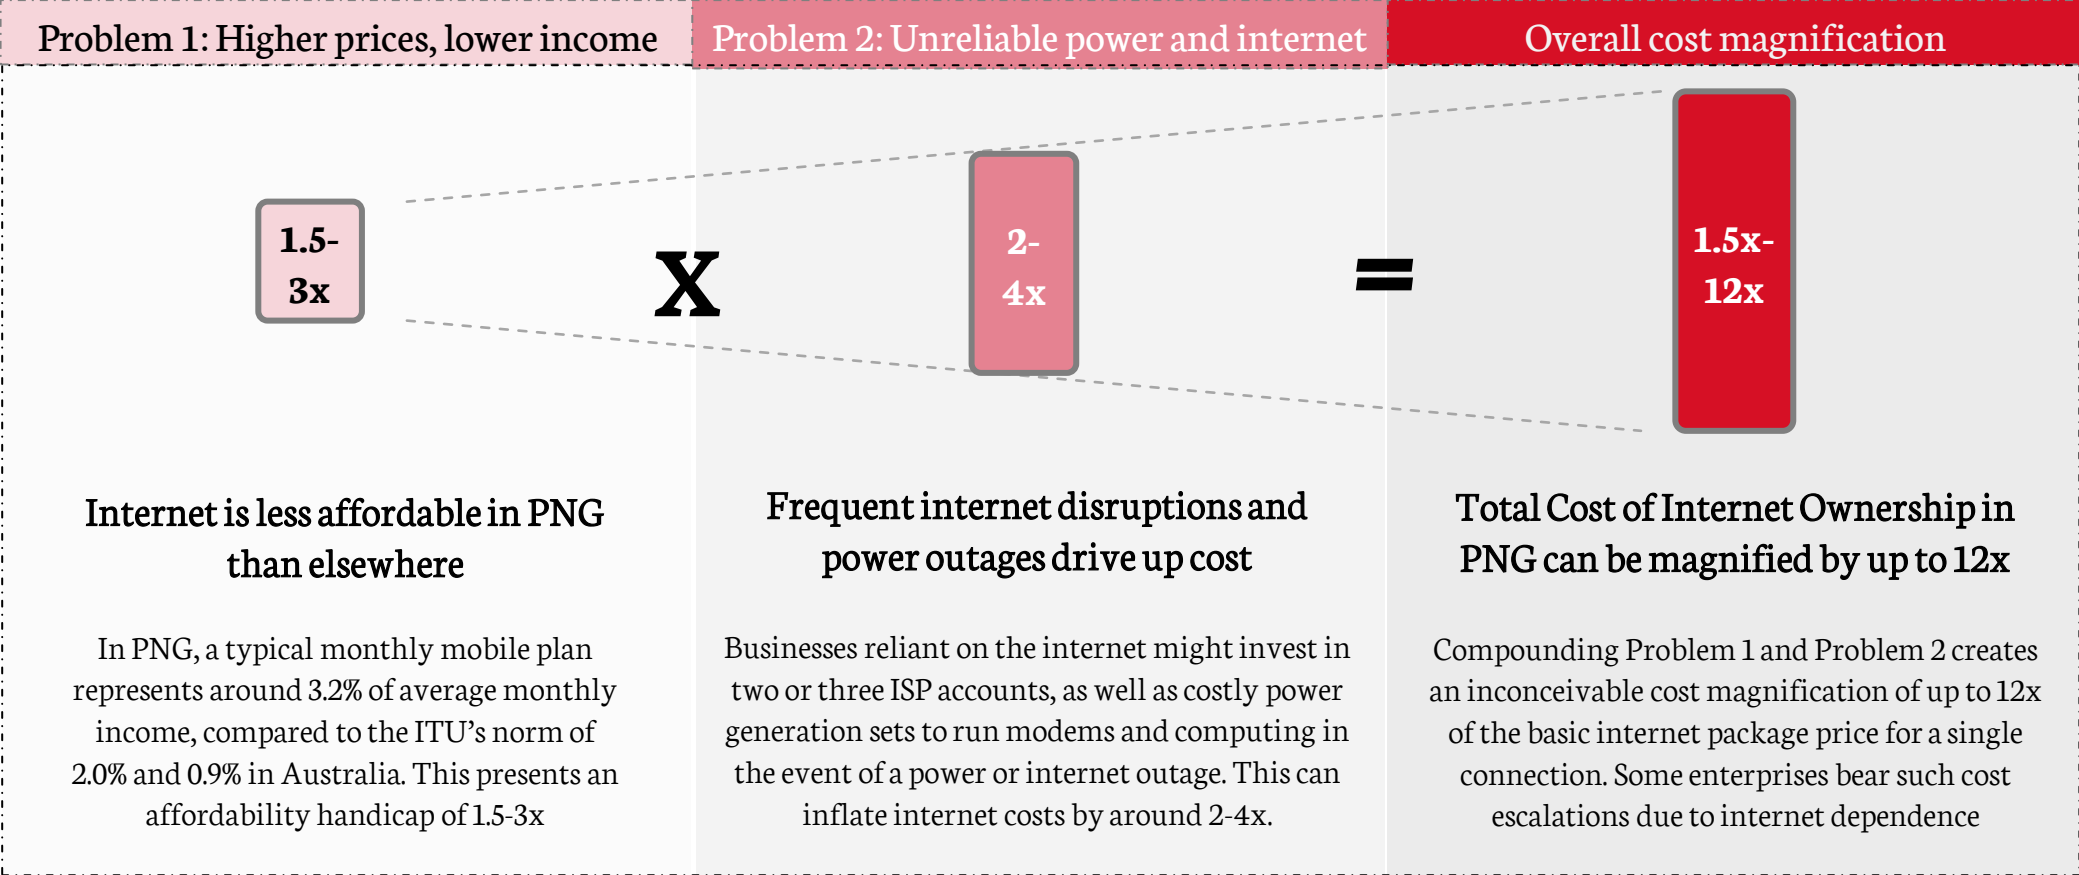 Problem 1: Higher prices, lower income
Problem 2: Unreliable power and internet
Overall cost magnification
1.5-
3x
x
2-
4x
=
1.5x-
12x
Internet is less affordable in PNG
than elsewhere
In PNG, a typical monthly mobile plan
represents around 3.2% of average monthly
income, compared to the ITU’s norm of
2.0% and 0.9% in Australia. This presents an
affordability handicap of 1.5-3x
Frequent internet disruptions and
power outages drive up cost
Businesses reliant on the internet might invest in
two or three ISP accounts, as well as costly power
generation sets to run modems and computing in
the event of a power or internet outage. This can
inflate internet costs by around 2-4x.
Total Cost of Internet Ownership in
PNG can be magnified by up to 12x
Compounding Problem 1 and Problem 2 creates
an inconceivable cost magnification of up to 12x
of the basic internet package price for a single
connection. Some enterprises bear such cost
escalations due to internet dependence